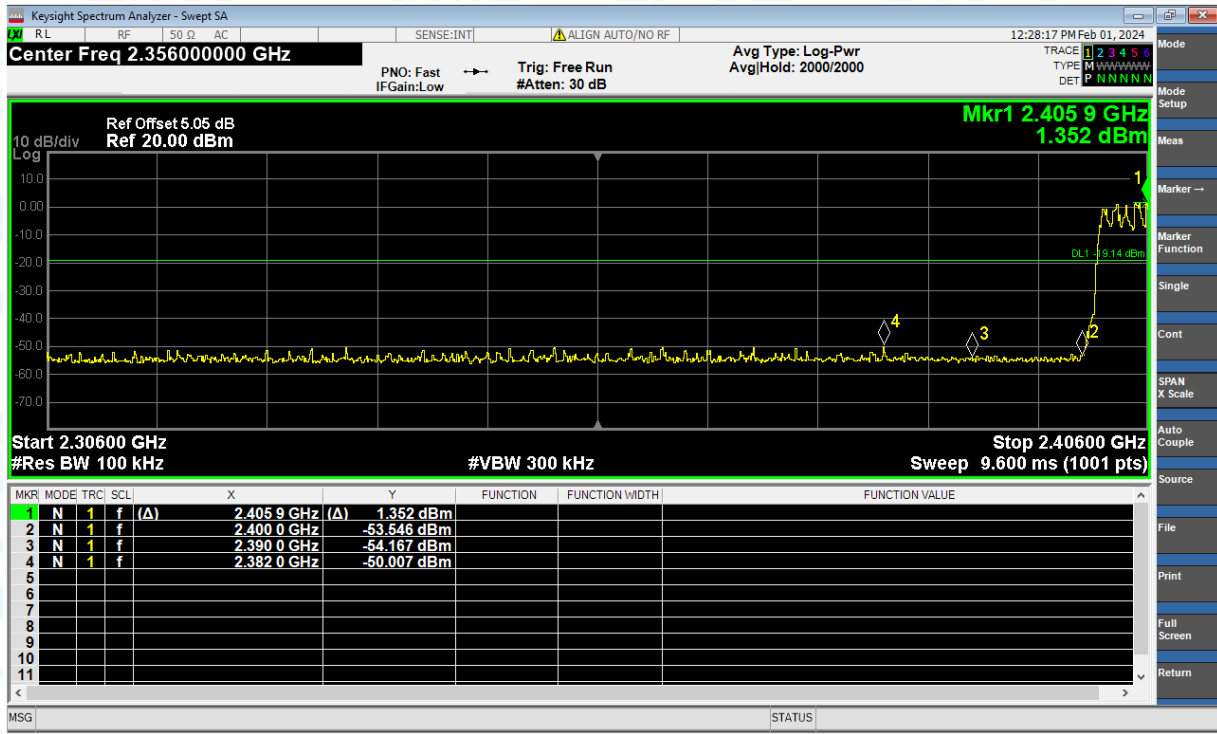 Keysight Spectrum Analyzer - Swept SA
LXI RL RF 50 Ω AC SENSE:INT ALIGN AUTO/NO RF 12:28:17 PM Feb 01, 2024
Center Freq 2.356000000 GHz
PNO: Fast
IFGain:Low
Trig: Free Run
#Atten: 30 dB
Avg Type: Log-Pwr
Avg|Hold: 2000/2000
TRACE 1 2 3 4 5 6
TYPE M WWWWW
DET P N N N N N
Ref Offset 5.05 dB
10 dB/div Ref 20.00 dBm
Log
Mkr1 2.405 9 GHz
1.352 dBm
10.0
0.00
-10.0
-20.0
-30.0
-40.0
-50.0
-60.0
-70.0
1
DL1 -19.14 dBm
4
3
2
Start 2.30600 GHz Stop 2.40600 GHz
#Res BW 100 kHz #VBW 300 kHz Sweep 9.600 ms (1001 pts)
MKR MODE TRC SCL X Y FUNCTION FUNCTION WIDTH FUNCTION VALUE
1 N 1 f (Δ) 2.405 9 GHz (Δ) 1.352 dBm
2 N 1 f 2.400 0 GHz -53.546 dBm
3 N 1 f 2.390 0 GHz -54.167 dBm
4 N 1 f 2.382 0 GHz -50.007 dBm
5
6
7
8
9
10
11
MSG STATUS
Mode
Mode
Setup
Meas
Marker →
Marker
Function
Single
Cont
SPAN
X Scale
Auto
Couple
Source
File
Print
Full
Screen
Return